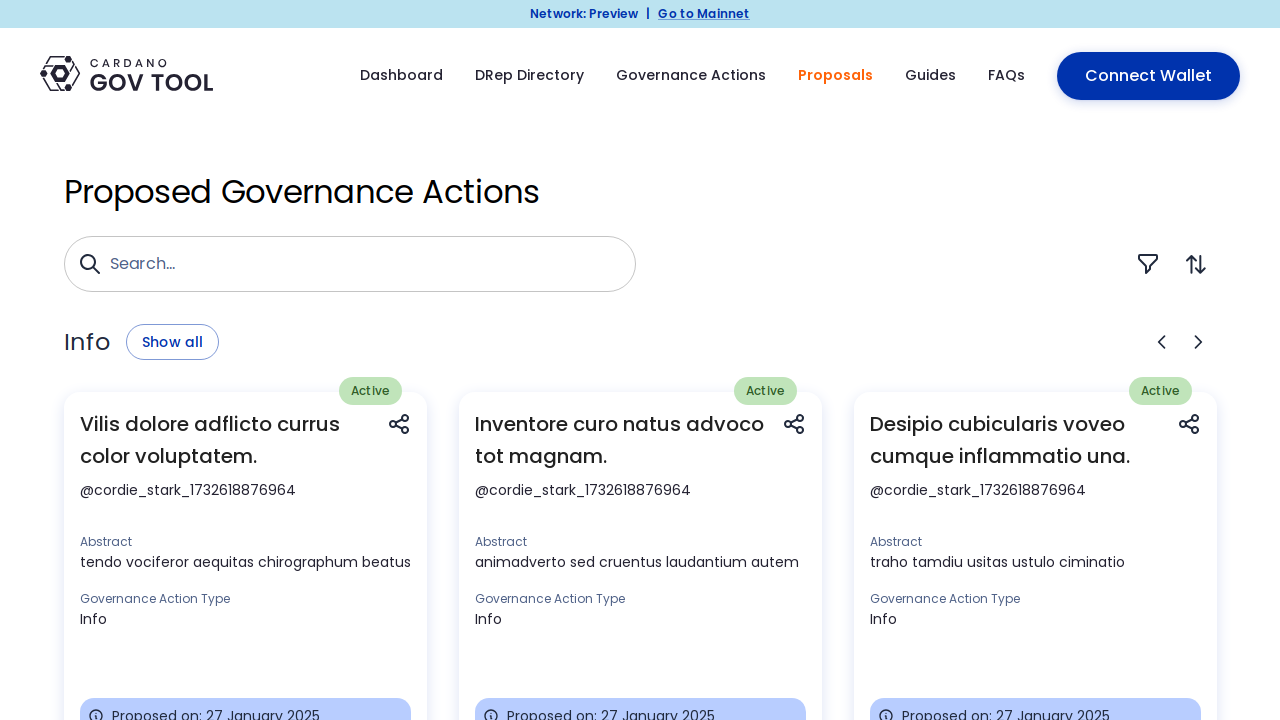 Network: Preview | Go to Mainnet
CARDANO
GOV TOOL
Dashboard
DRep Directory
Governance Actions
Proposals
Guides
FAQs
Connect Wallet
Proposed Governance Actions
Search...
Info
Show all
Active
Vilis dolore adflicto currus
color voluptatem.
@cordie_stark_1732618876964
Abstract
tendo vociferor aequitas chirographum beatus
Governance Action Type
Info
Proposed on: 27 January 2025
Active
Inventore curo natus advoco
tot magnam.
@cordie_stark_1732618876964
Abstract
animadverto sed cruentus laudantium autem
Governance Action Type
Info
Proposed on: 27 January 2025
Active
Desipio cubicularis voveo
cumque inflammatio una.
@cordie_stark_1732618876964
Abstract
traho tamdiu usitas ustulo ciminatio
Governance Action Type
Info
Proposed on: 27 January 2025